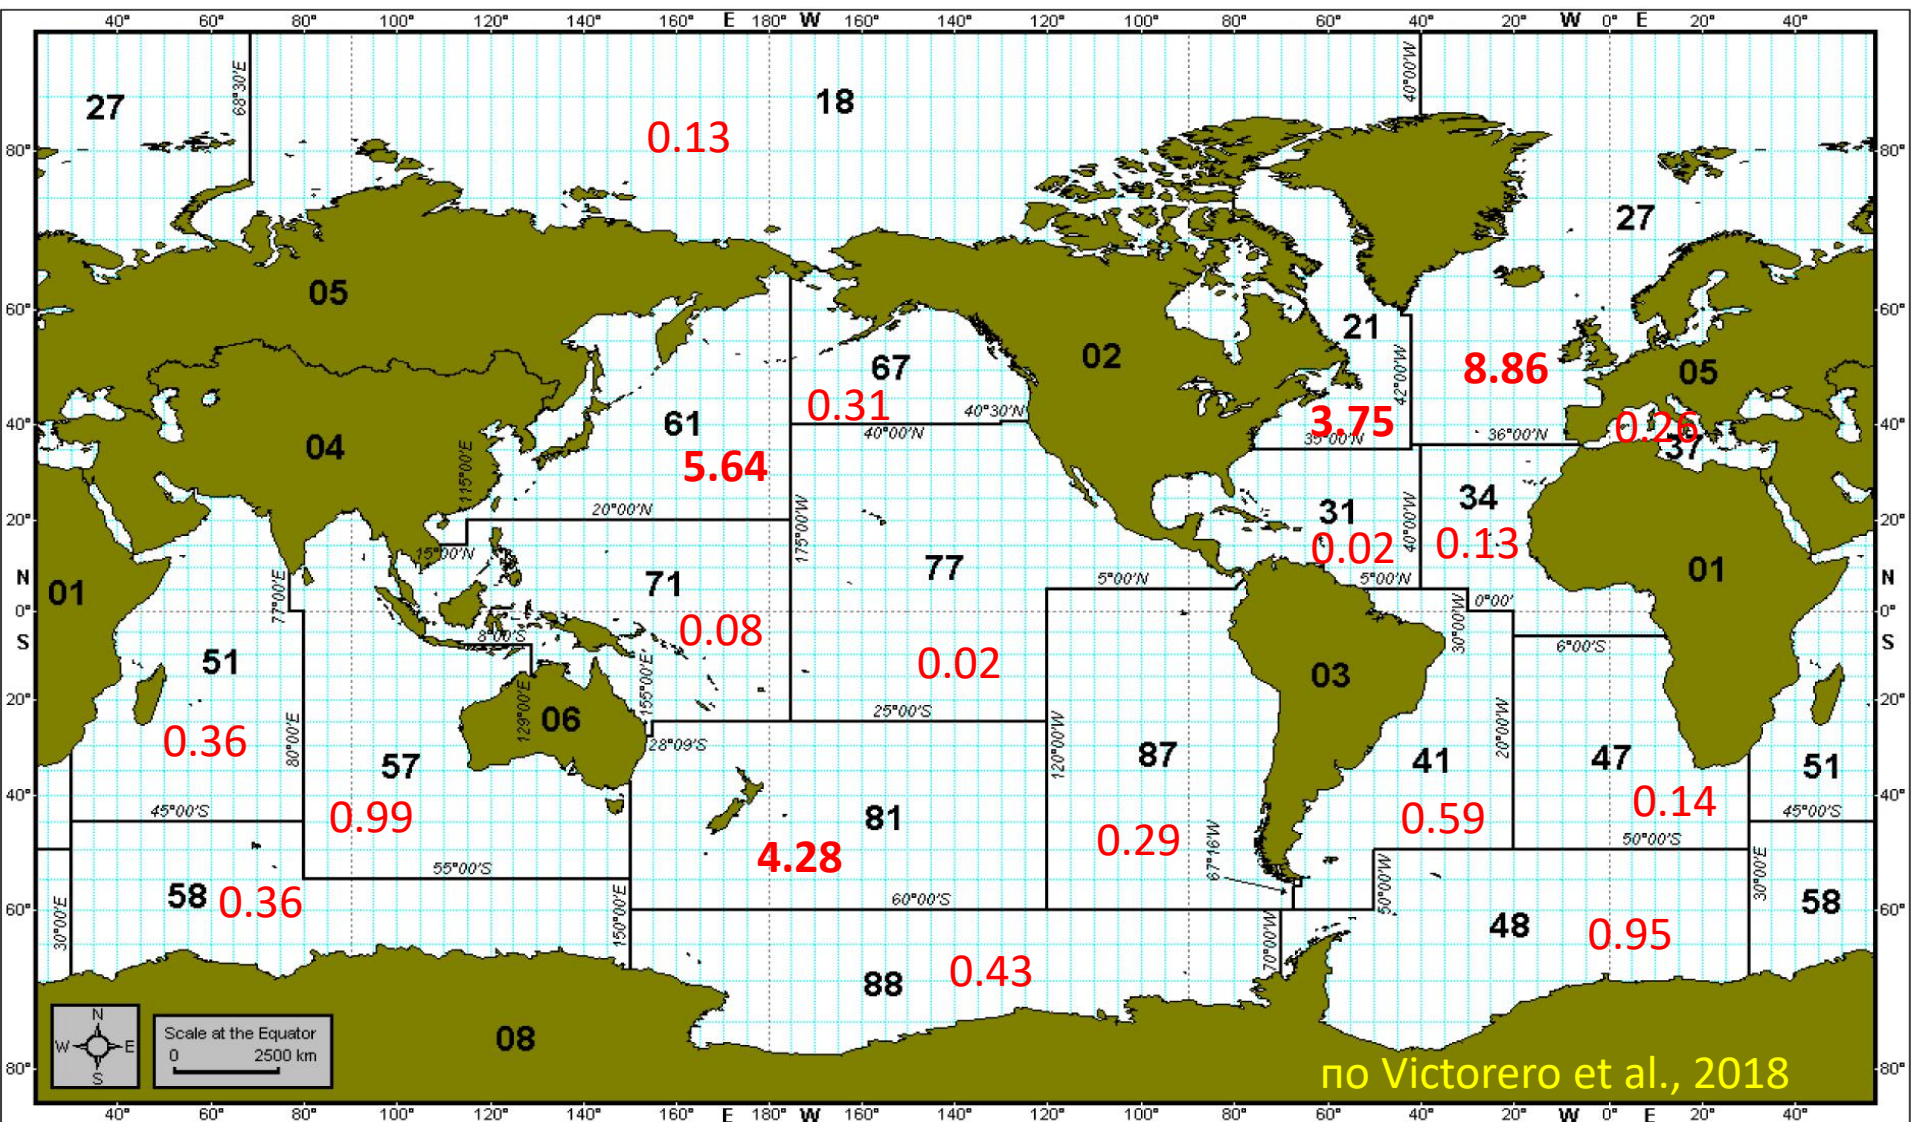 40° 60° 80° 100° 120° 140° 160° E 180° W 160° 140° 120° 100° 80° 60° 40° 20° W 0° E 20° 40°
27 68°30'E 18 40°00'W
0.13
80° 80°
27
05
60° 60°
21
67 02 42°00'W 8.86 05
0.31 40°30'N
61 3.75 0.26
40° 40°00'N 35°00'N 36°00'N 40°
04 115°00'E 37
5.64
20°00'N 175°00'W 31 40°00'W 34
20° 20°
15°00'N 0.02 0.13
71 77 5°00'N 5°00'N 01
N N
01 77°00'E 30°00'W 0°00'
0° 0°
S 8°00'S 0.08 6°00'S S
51 155°00'E 0.02 03
20° 129°00'E 06 25°00'S 20°00'W 20°
0.36 80°00'E 28°09'S 120°00'W
57 87 41 47 51
40° 45°00'S 0.99 81 0.29 0.59 0.14 45°00'S 40°
67°16'W 50°00'S
4.28
55°00'S
58 0.36 150°00'E 60°00'S 50°00'W 30°00'E 58
60° 30°00'E 60°
48 0.95
70°00'W
88 0.43
N
W E
S
Scale at the Equator
0 2500 km
08
80° по Victorero et al., 2018 80°
40° 60° 80° 100° 120° 140° 160° E 180° W 160° 140° 120° 100° 80° 60° 40° 20° W 0° E 20° 40°